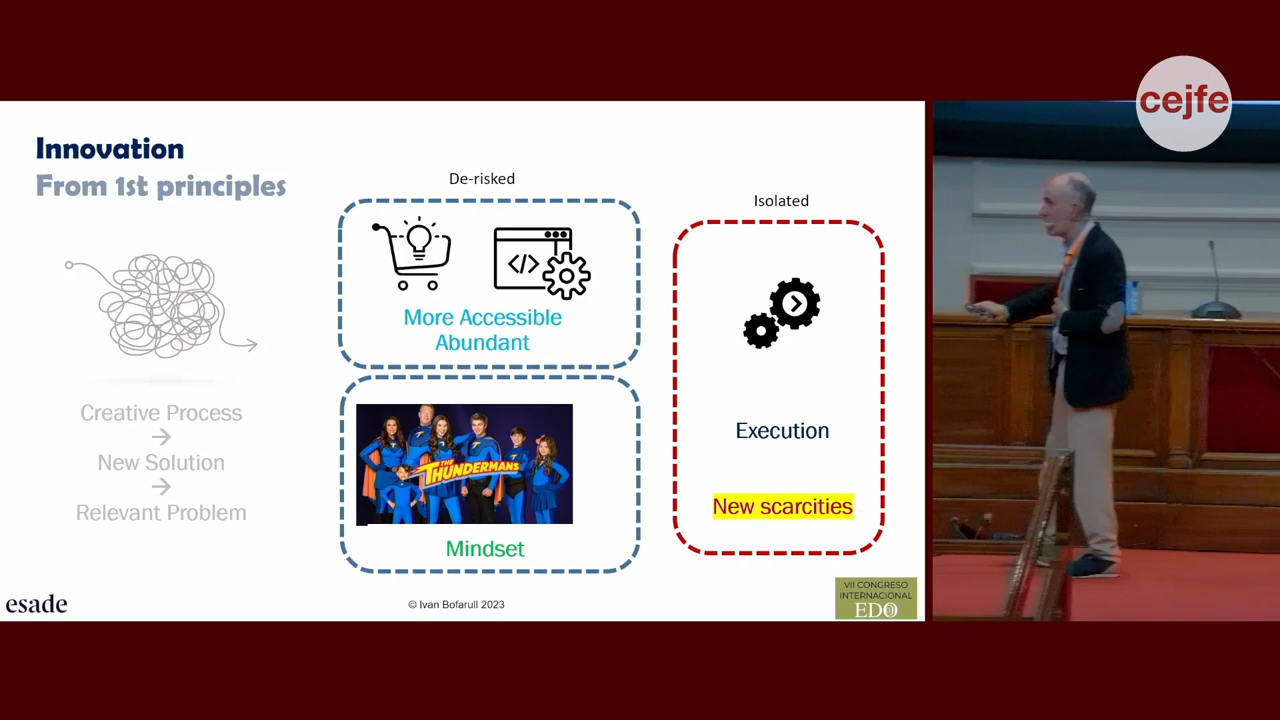 cejfe
Innovation
From 1st principles
De-risked
Isolated
</>
More Accessible
Abundant
Creative Process
→
New Solution
→
Relevant Problem
THE
THUNDERMANS
Mindset
Execution
New scarcities
esade
© Ivan Bofarull 2023
VII CONGRESO
INTERNACIONAL
EDO